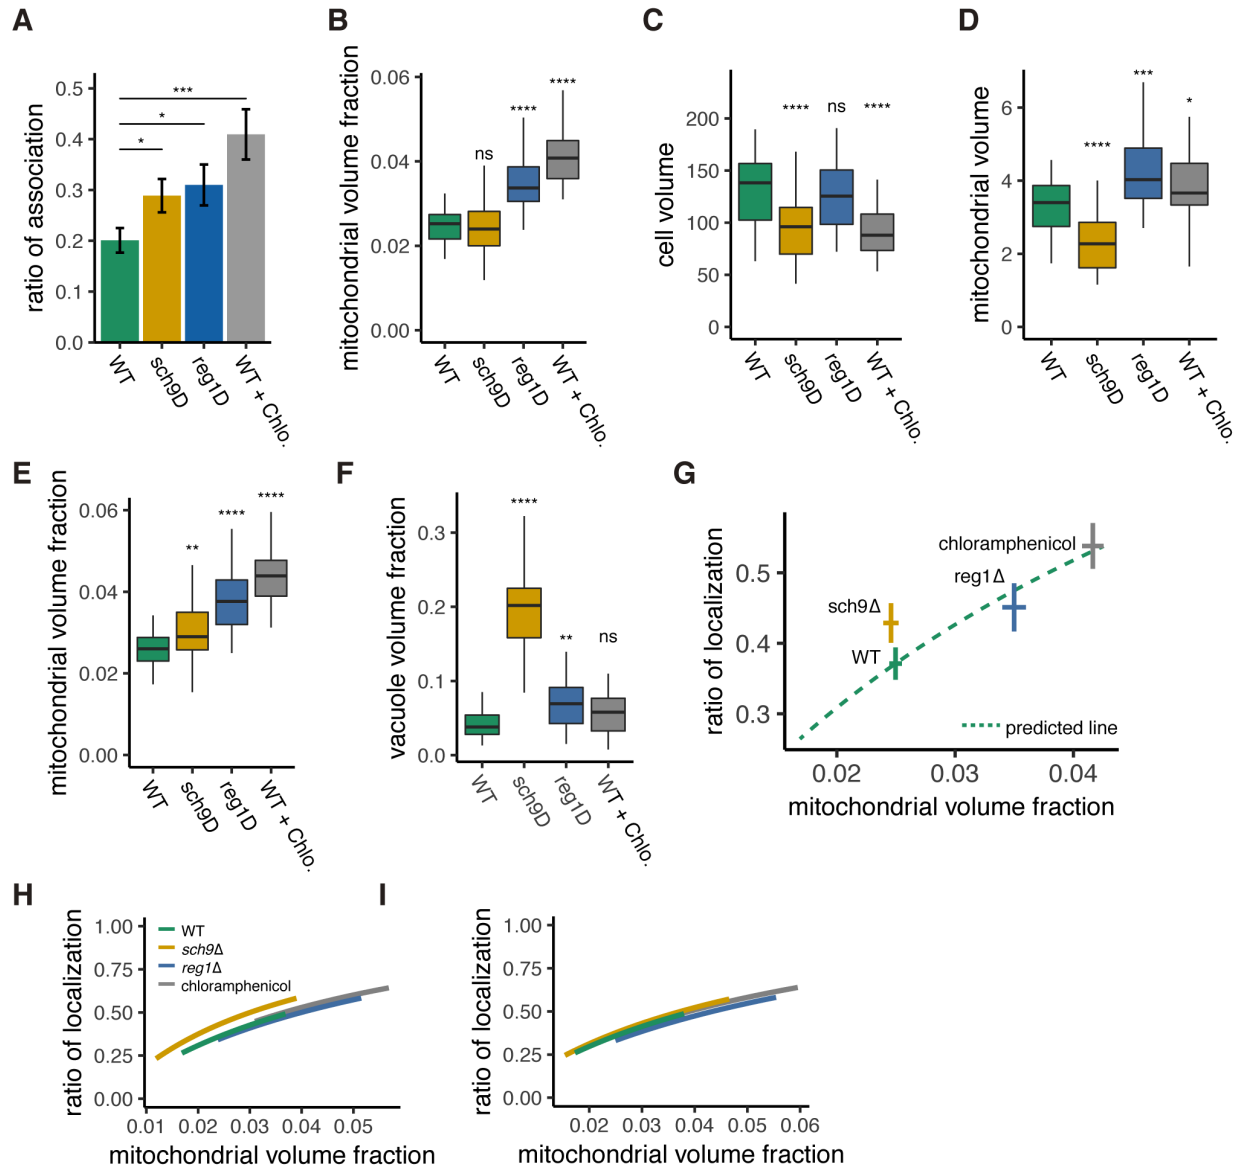 A
ratio of association
0.5
0.4
0.3
0.2
0.1
0.0
***
*
*
WT
sch9D
reg1D
WT + Chlo.
B
mitochondrial volume fraction
0.06
0.04
0.02
0.00
ns
****
****
WT
sch9D
reg1D
WT + Chlo.
C
cell volume
200
150
100
50
0
****
ns
****
WT
sch9D
reg1D
WT + Chlo.
D
mitochondrial volume
6
4
2
0
****
***
*
WT
sch9D
reg1D
WT + Chlo.
E
mitochondrial volume fraction
0.06
0.04
0.02
0.00
**
****
****
WT
sch9D
reg1D
WT + Chlo.
F
vacuole volume fraction
0.3
0.2
0.1
0.0
****
**
ns
WT
sch9D
reg1D
WT + Chlo.
G
ratio of localization
0.5
0.4
0.3
chloramphenicol
reg1Δ
sch9Δ
WT
predicted line
0.02
0.03
0.04
mitochondrial volume fraction
H
ratio of localization
1.00
0.75
0.50
0.25
0.00
WT
sch9Δ
reg1Δ
chloramphenicol
0.01
0.02
0.03
0.04
0.05
mitochondrial volume fraction
I
ratio of localization
1.00
0.75
0.50
0.25
0.00
0.02
0.03
0.04
0.05
0.06
mitochondrial volume fraction